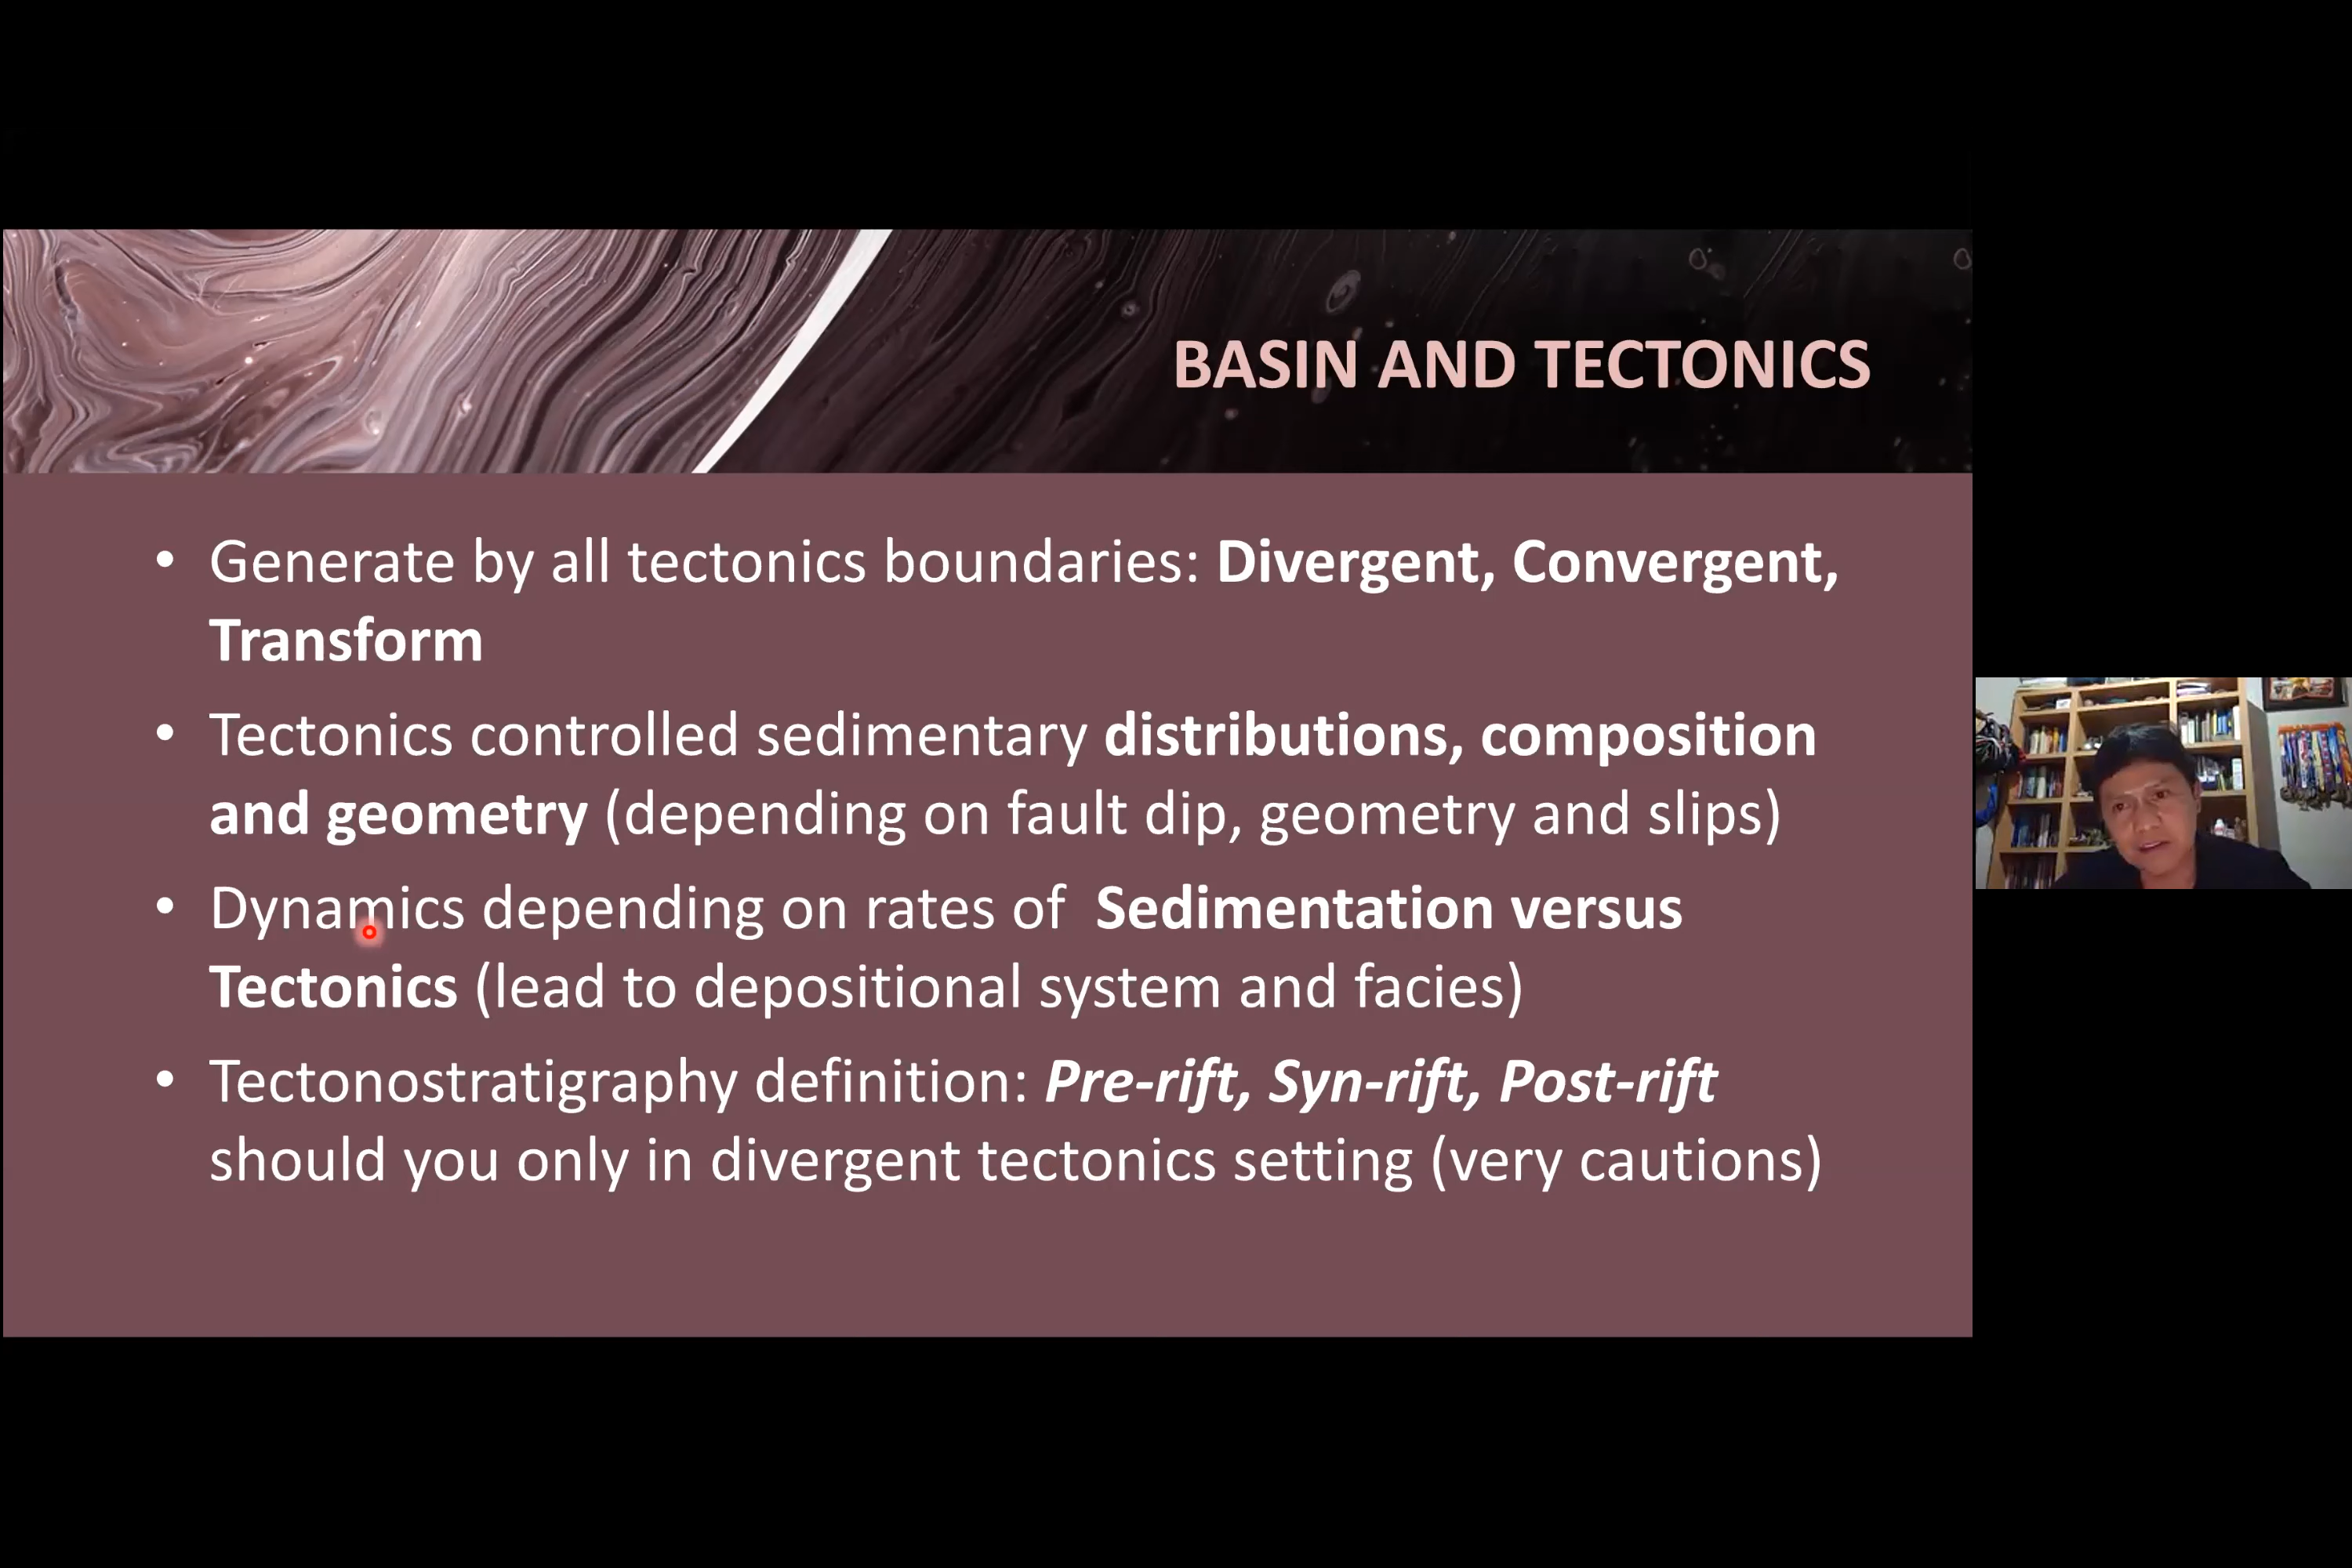 BASIN AND TECTONICS
• Generate by all tectonics boundaries: Divergent, Convergent,
Transform
• Tectonics controlled sedimentary distributions, composition
and geometry (depending on fault dip, geometry and slips)
• Dynamics depending on rates of  Sedimentation versus
Tectonics (lead to depositional system and facies)
• Tectonostratigraphy definition: Pre-rift, Syn-rift, Post-rift
should you only in divergent tectonics setting (very cautions)